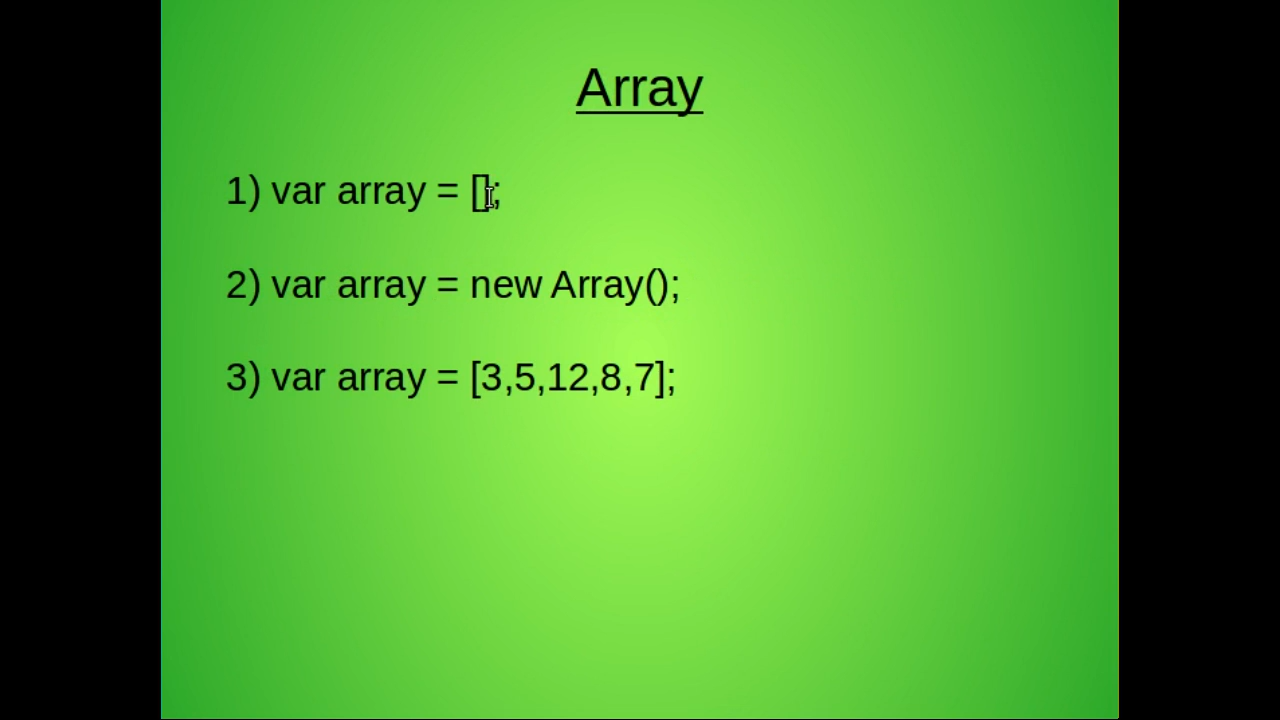 Array
1) var array = [];
2) var array = new Array();
3) var array = [3,5,12,8,7];